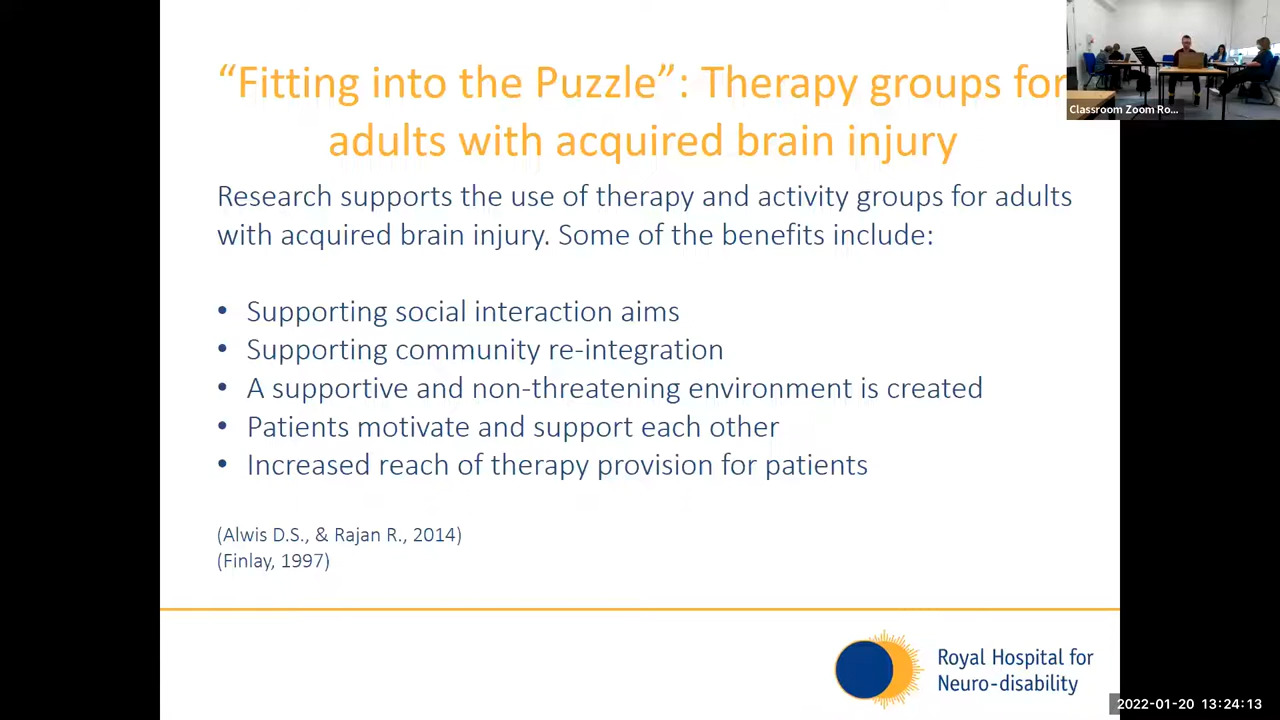 “Fitting into the Puzzle”: Therapy groups for
adults with acquired brain injury
Classroom Zoom Ro...
Research supports the use of therapy and activity groups for adults
with acquired brain injury. Some of the benefits include:
• Supporting social interaction aims
• Supporting community re-integration
• A supportive and non-threatening environment is created
• Patients motivate and support each other
• Increased reach of therapy provision for patients
(Alwis D.S., & Rajan R., 2014)
(Finlay, 1997)
Royal Hospital for
Neuro-disability
2022-01-20 13:24:13